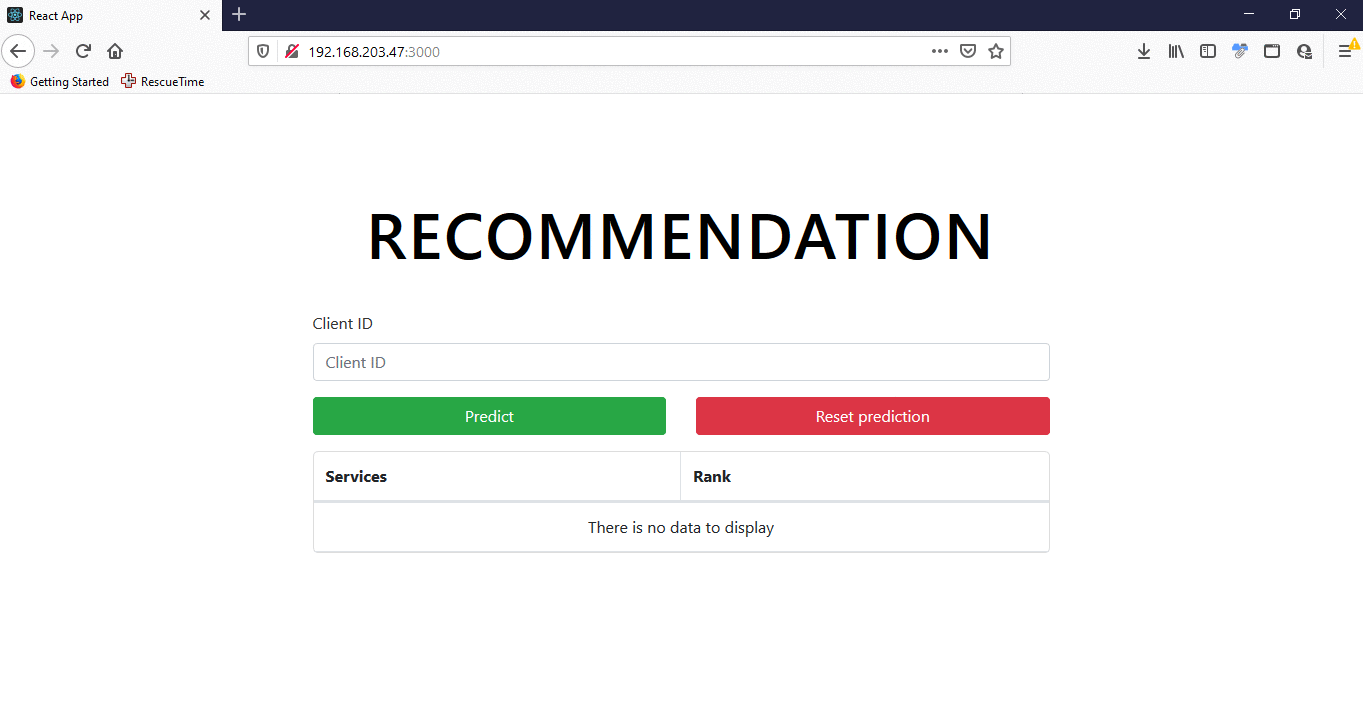 React App
192.168.203.47:3000
Getting Started
RescueTime
RECOMMENDATION
Client ID
Client ID
Predict
Reset prediction
Services
Rank
There is no data to display